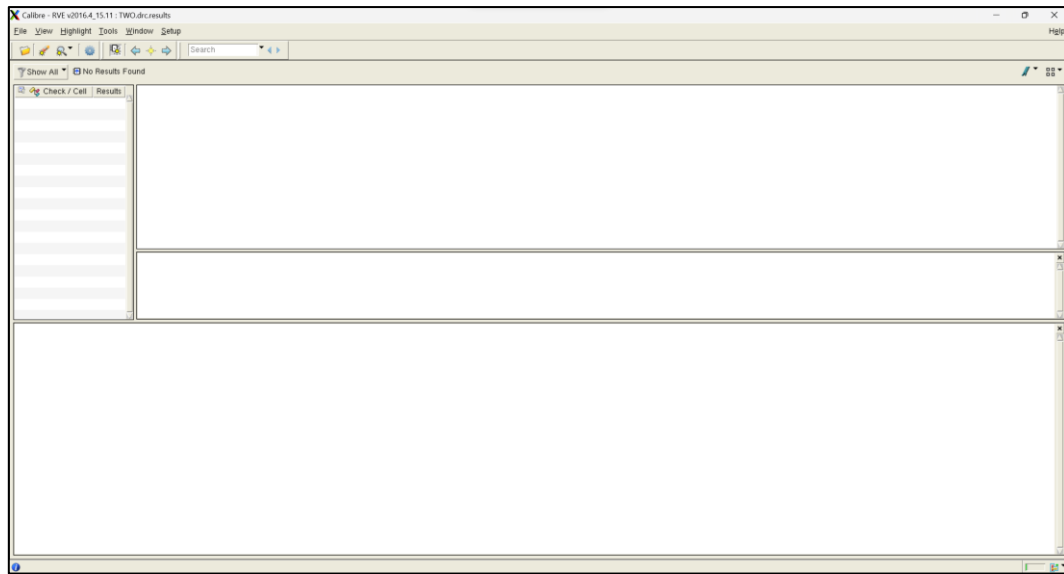 Calibre - RVE v2016.4_15.11 : TWO.drc.results
File View Highlight Tools Window Setup Help
Search
Show All No Results Found
Check / Cell Results